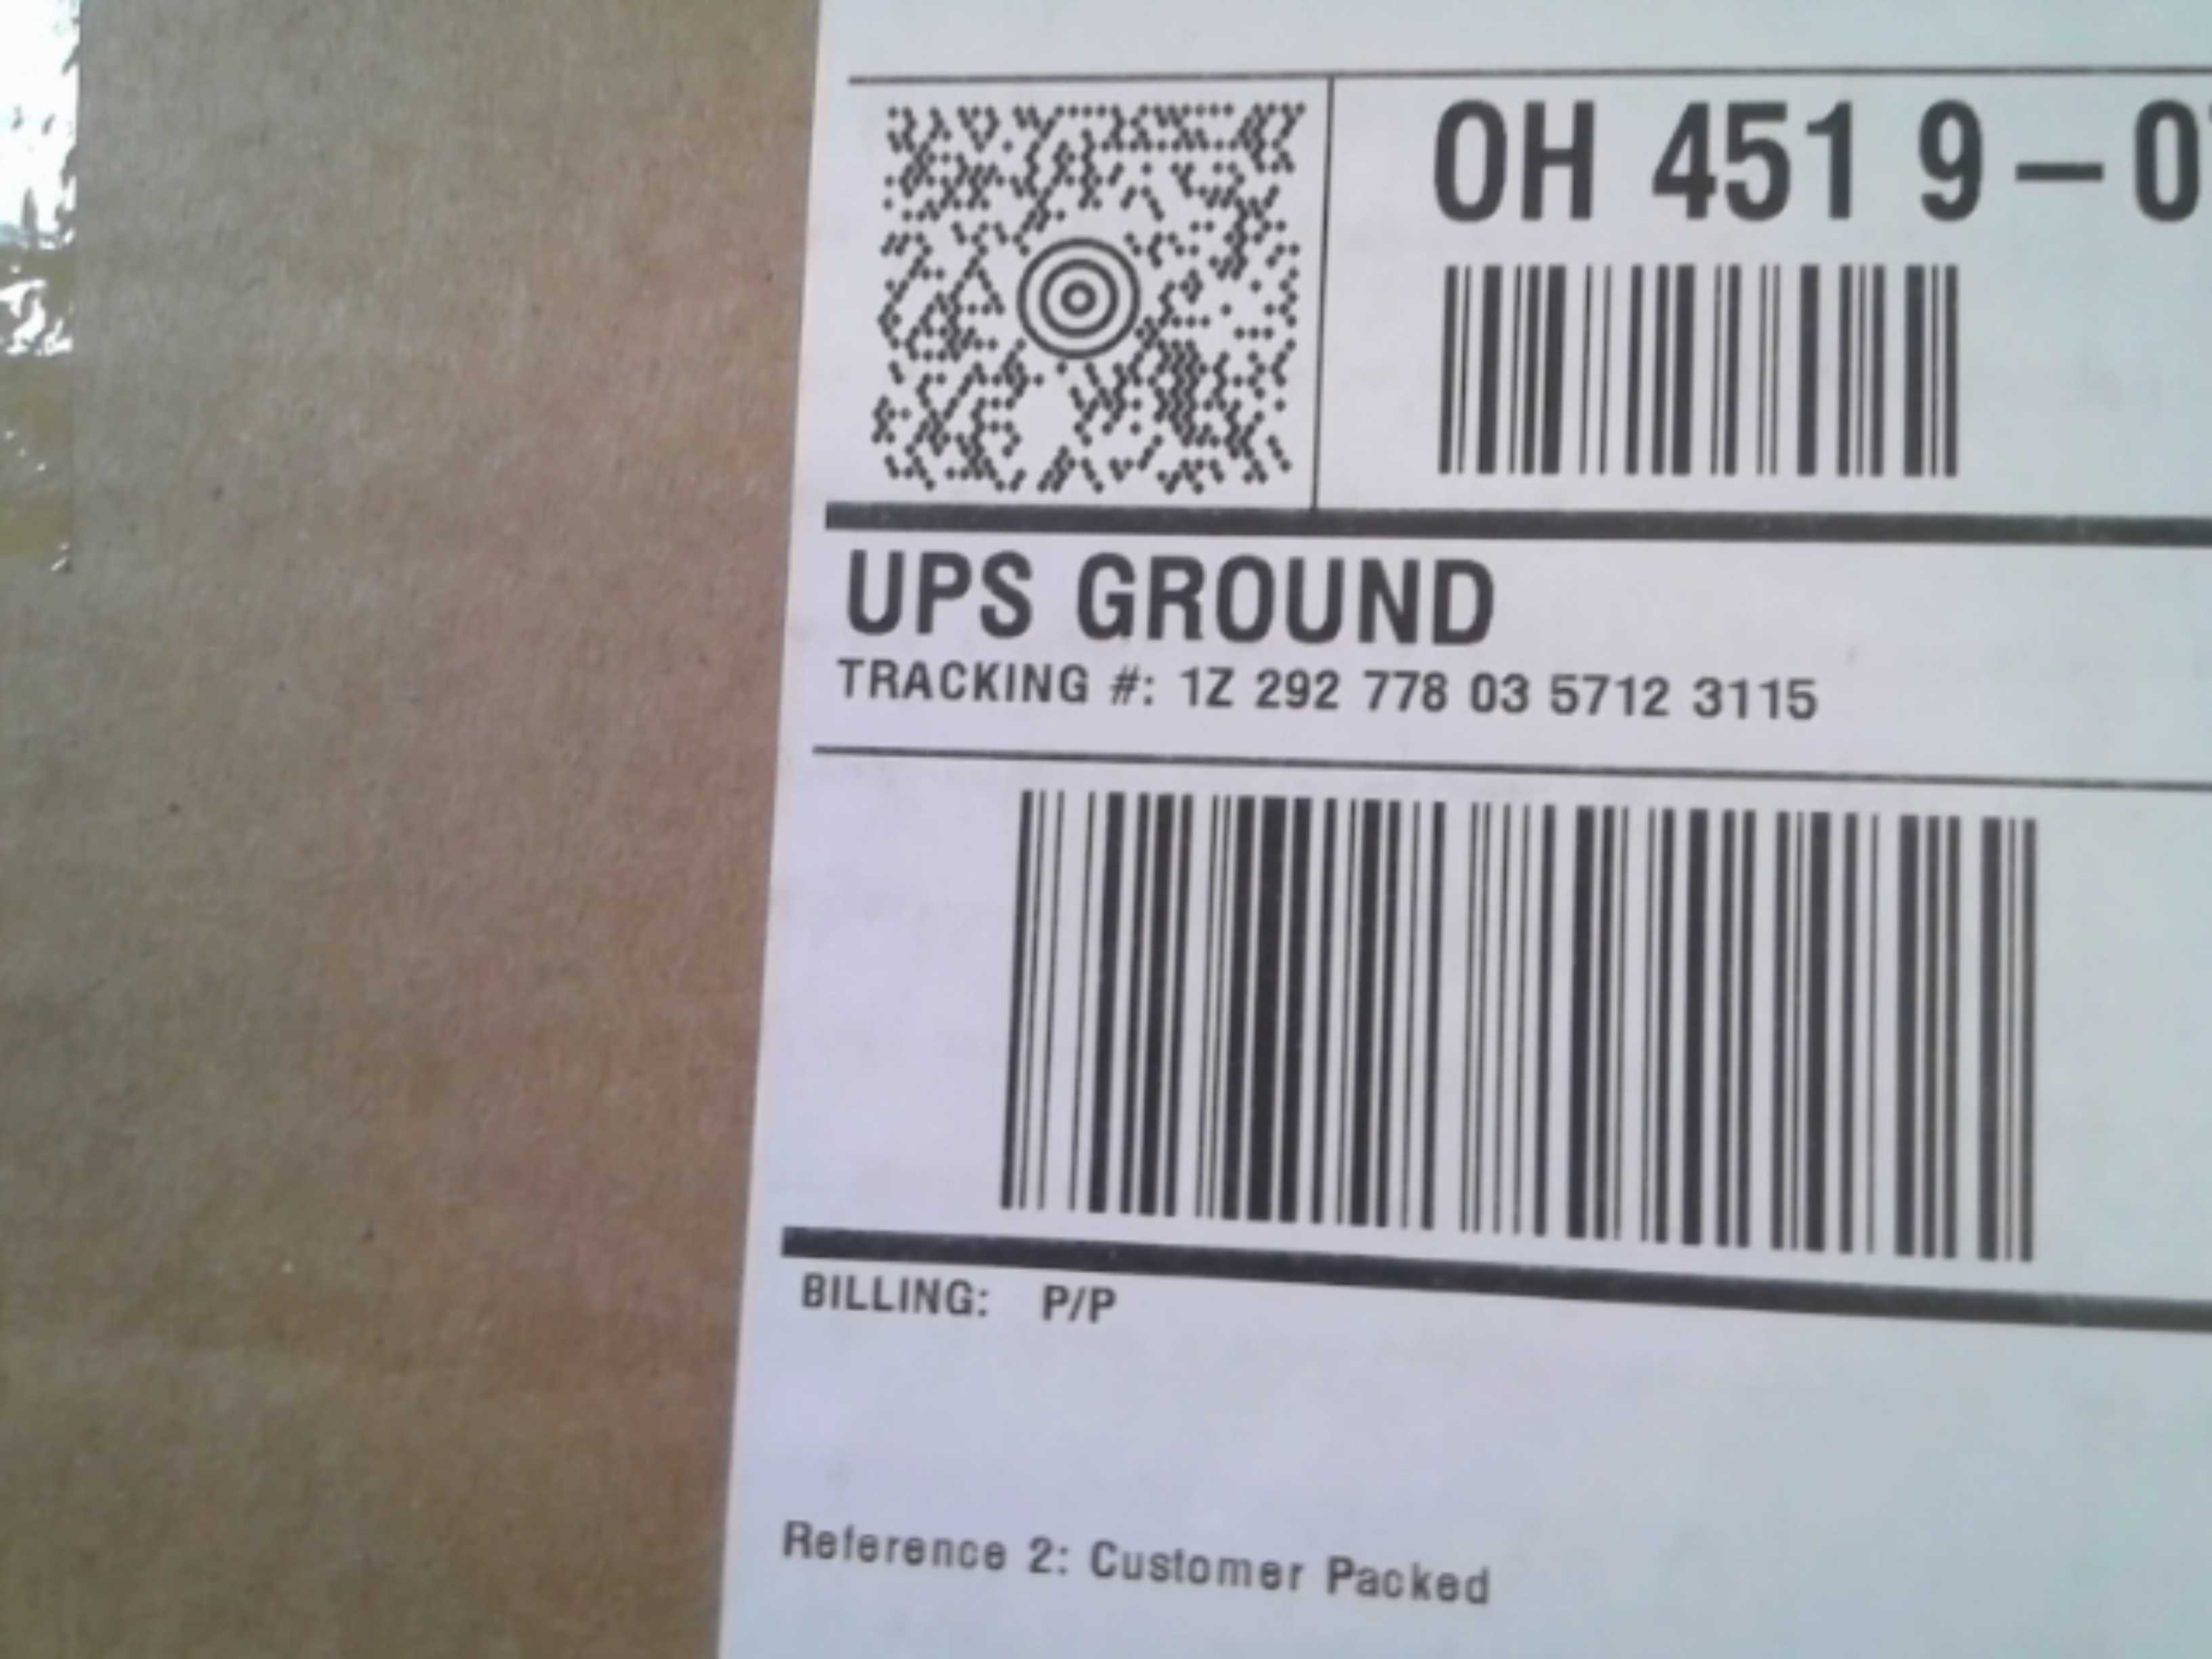 OH 451 9-0
UPS GROUND
TRACKING #: 1Z 292 778 03 5712 3115
BILLING: P/P
Reference 2: Customer Packed